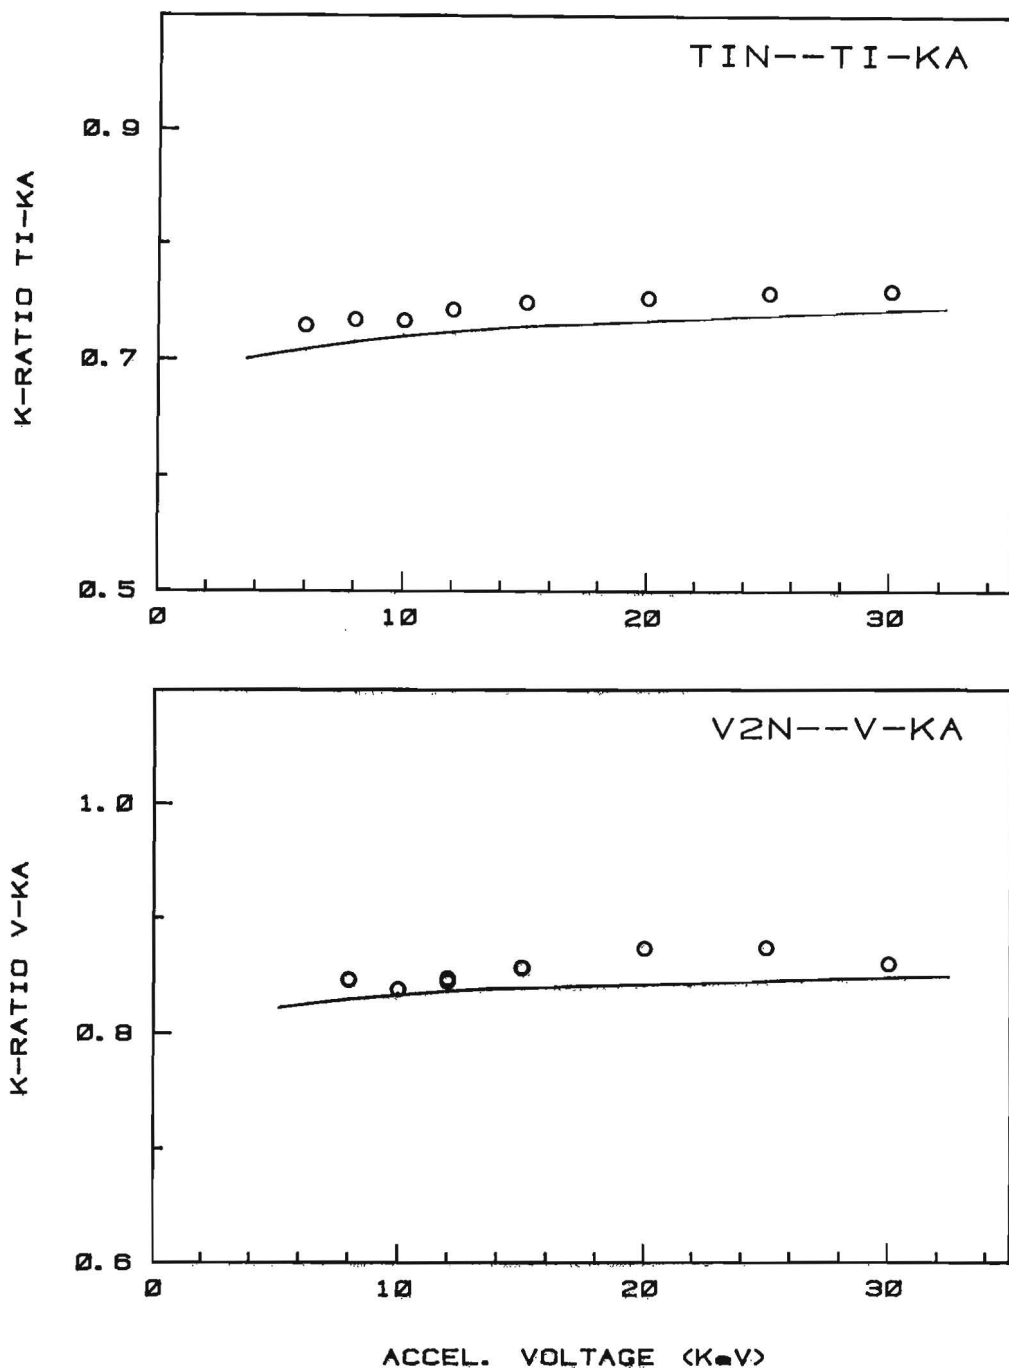 TIN--TI-KA
K-RATIO TI-KA
0.9
0.7
0.5
0 10 20 30
V2N--V-KA
K-RATIO V-KA
1.0
0.8
0.6
0 10 20 30
ACCEL. VOLTAGE (KeV)